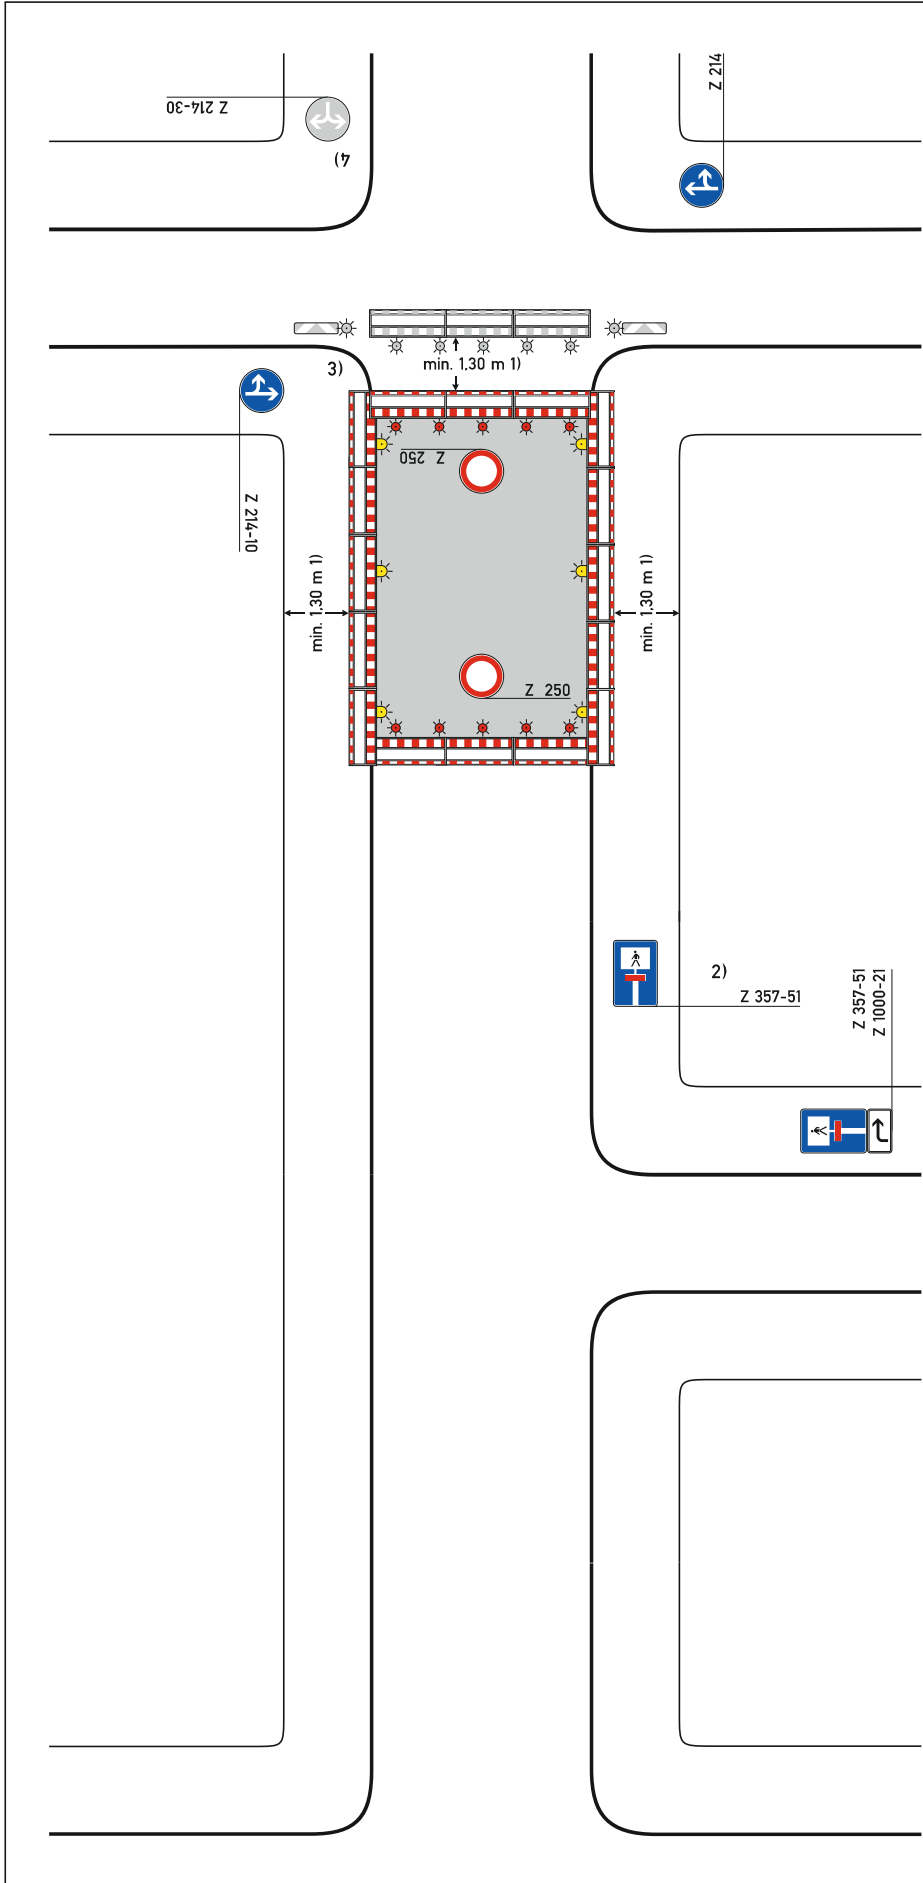 Z 214-30
4)
Z 214
min. 1,30 m 1)
3)
Z 214-10
Z 250
min. 1,30 m 1)
min. 1,30 m 1)
Z 250
2)
Z 357-51
Z 357-51
Z 1000-21